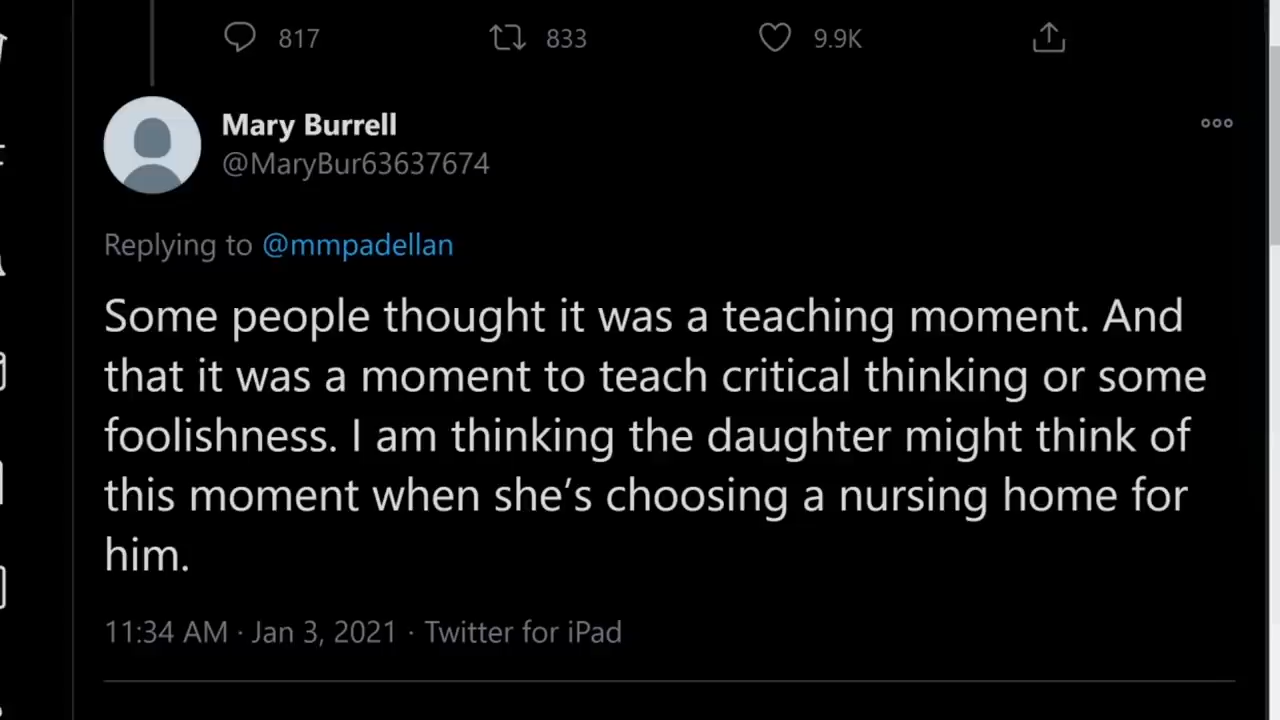 817 833 9.9K
Mary Burrell
@MaryBur63637674
Replying to @mmpadellan
Some people thought it was a teaching moment. And
that it was a moment to teach critical thinking or some
foolishness. I am thinking the daughter might think of
this moment when she’s choosing a nursing home for
him.
11:34 AM · Jan 3, 2021 · Twitter for iPad